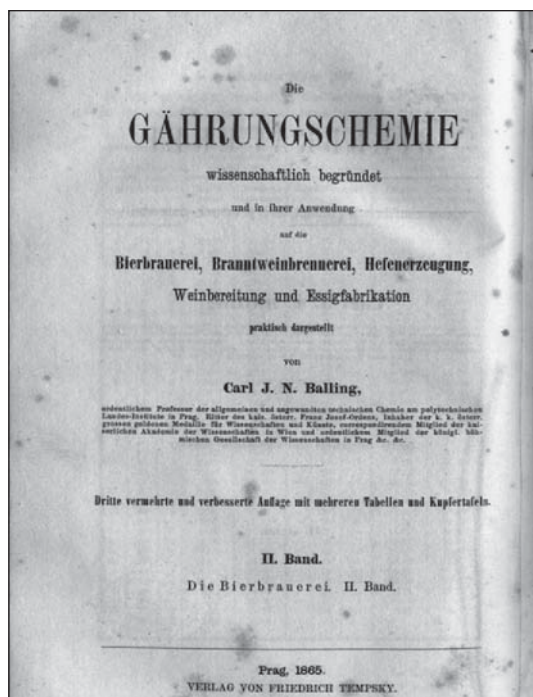 Die
GÄHRUNGSCHEMIE
wissenschaftlich begründet
und in ihrer Anwendung
auf die
Bierbrauerei, Branntweinbrennerei, Hefenerzeugung,
Weinbereitung und Essigfabrikation
praktisch dargestellt
von
Carl J. N. Balling,
ordentlichem Professor der allgemeinen und angewandten technischen Chemie am polytechnischen
Landes-Institute in Prag, Ritter des kais. österr. Franz Josef-Ordens, Inhaber der k. k. österr.
grossen goldenen Medaille für Wissenschaften und Künste, correspondirendem Mitglied der kai-
serlichen Akademie der Wissenschaften in Wien und ordentlichem Mitglied der königl. böh-
mischen Gesellschaft der Wissenschaften in Prag &c. &c.
Dritte vermehrte und verbesserte Auflage mit mehreren Tabellen und Kupfertafeln.
II. Band.
Die Bierbrauerei. II. Band.
Prag, 1865.
VERLAG VON FRIEDRICH TEMPSKY.